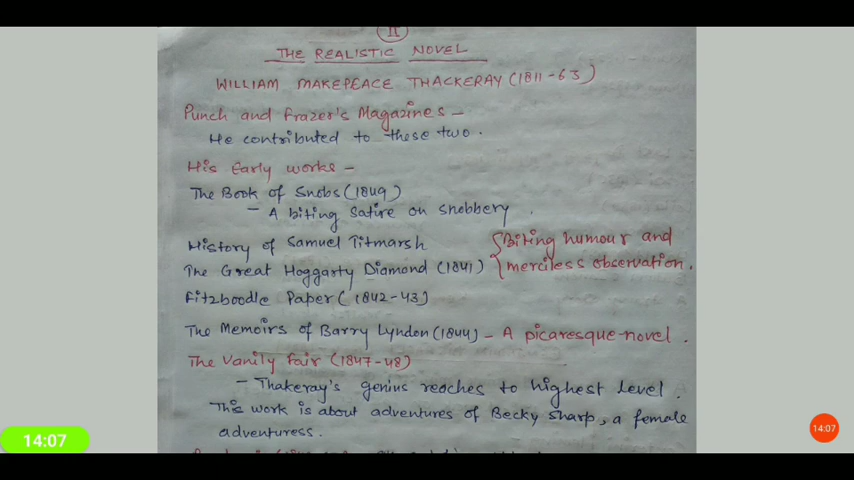 II
THE REALISTIC NOVEL
WILLIAM MAKEPEACE THACKERAY (1811-63)
Punch and Frazer's Magazines -
He contributed to these two.
His Early works -
The Book of Snobs (1849)
- A biting satire on snobbery
History of Samuel Titmarsh
The Great Hoggarty Diamond (1841)
Biting humour and
merciless observation.
Fitzboodle Paper (1842-43)
The Memoirs of Barry Lyndon (1844) - A picaresque novel.
The Vanity Fair (1847-48)
- Thakeray's genius reaches to highest level.
This work is about adventures of Becky sharp, a female
adventuress.
14:07
14:07